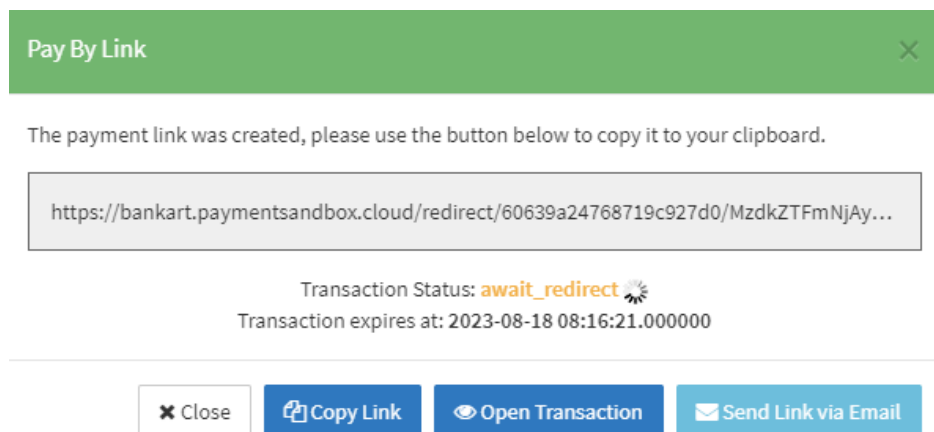 Pay By Link
The payment link was created, please use the button below to copy it to your clipboard.
https://bankart.paymentsandbox.cloud/redirect/60639a24768719c927d0/MzdkZTFmNjAy...
Transaction Status: await_redirect
Transaction expires at: 2023-08-18 08:16:21.000000
Close Copy Link Open Transaction Send Link via Email